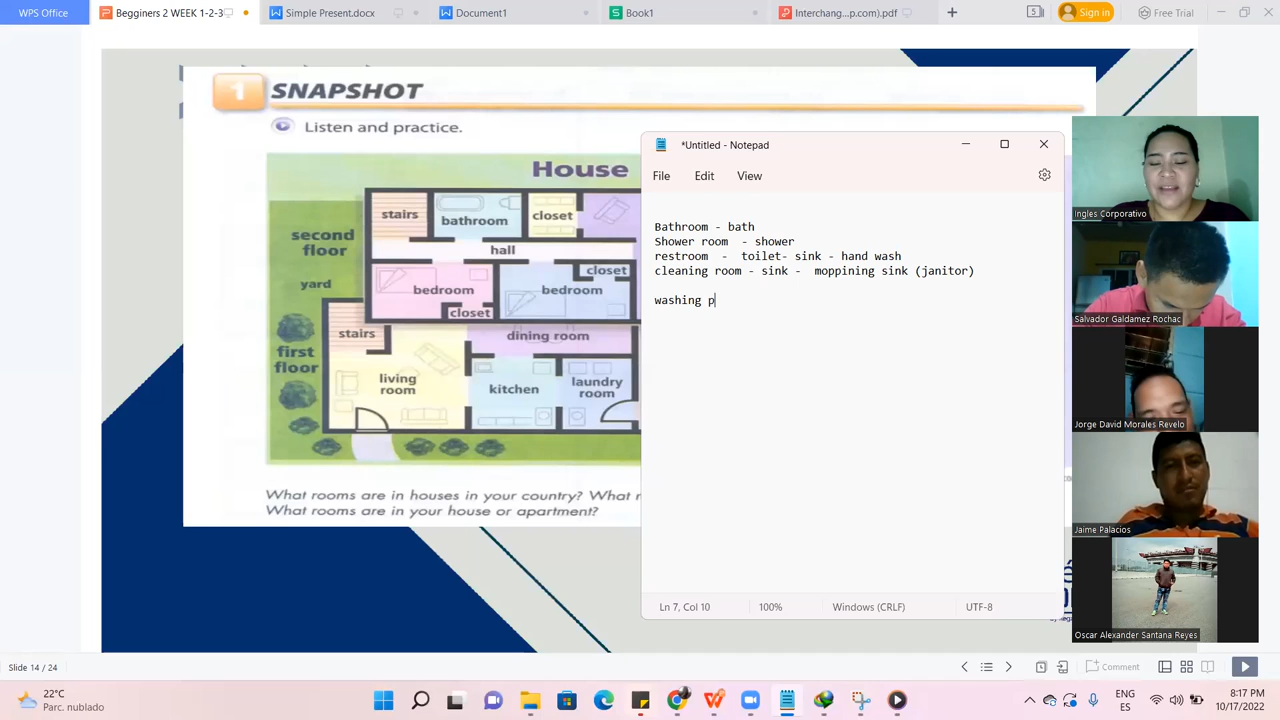 WPS Office
Begginers 2 WEEK 1-2-3
Simple Present.docx
Document1
Book1
Interchang...p.com).pdf
Sign in
Free Trial
1 SNAPSHOT
Listen and practice.
House
stairs
bathroom
closet
second
floor
hall
closet
yard
bedroom
bedroom
closet
stairs
dining room
first
floor
living
room
kitchen
laundry
room
What rooms are in houses in your country? What r
What rooms are in your house or apartment?
*Untitled - Notepad
File
Edit
View
Bathroom - bath
Shower room  - shower
restroom  -  toilet- sink - hand wash
cleaning room - sink -  moppining sink (janitor)
washing p
Ln 7, Col 10
100%
Windows (CRLF)
UTF-8
Ingles Corporativo
Salvador Galdamez Rochac
Jorge David Morales Revelo
Jaime Palacios
Oscar Alexander Santana Reyes
Slide 14 / 24
Comment
22°C
Parc. nublado
ENG
ES
8:17 PM
10/17/2022